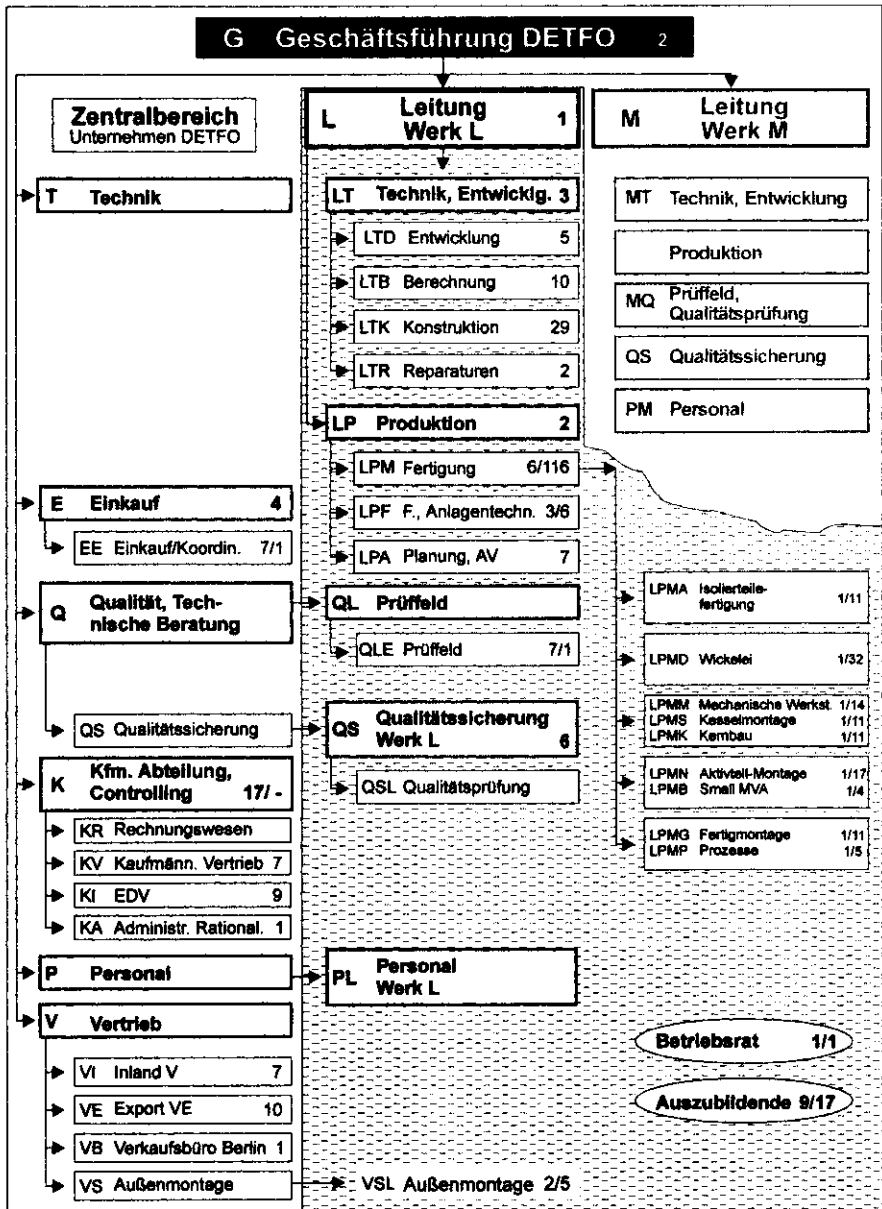 G Geschäftsführung DETFO 2
Zentralbereich
Unternehmen DETFO
T Technik
E Einkauf 4
EE Einkauf/Koordin. 7/1
Q Qualität, Tech-
nische Beratung
QS Qualitätssicherung
K Kfm. Abteilung,
Controlling 17/ -
KR Rechnungswesen
KV Kaufmänn. Vertrieb 7
KI EDV 9
KA Administr. Rational. 1
P Personal
V Vertrieb
VI Inland V 7
VE Export VE 10
VB Verkaufsbüro Berlin 1
VS Außenmontage
L Leitung
Werk L 1
LT Technik, Entwicklg. 3
LTD Entwicklung 5
LTB Berechnung 10
LTK Konstruktion 29
LTR Reparaturen 2
LP Produktion 2
LPM Fertigung 6/116
LPF F., Anlagentechn. 3/6
LPA Planung, AV 7
QL Prüffeld
QLE Prüffeld 7/1
QS Qualitätssicherung
Werk L 6
QSL Qualitätsprüfung
PL Personal
Werk L
VSL Außenmontage 2/5
M Leitung
Werk M
MT Technik, Entwicklung
Produktion
MQ Prüffeld,
Qualitätsprüfung
QS Qualitätssicherung
PM Personal
LPMA Isolierteile-
fertigung 1/11
LPMD Wickelei 1/32
LPMM Mechanische Werkst. 1/14
LPMS Kesselmontage 1/11
LPMK Kernbau 1/11
LPMN Aktivteil-Montage 1/17
LPMB Small MVA 1/4
LPMG Fertigmontage 1/11
LPMP Prozesse 1/5
Betriebsrat 1/1
Auszubildende 9/17